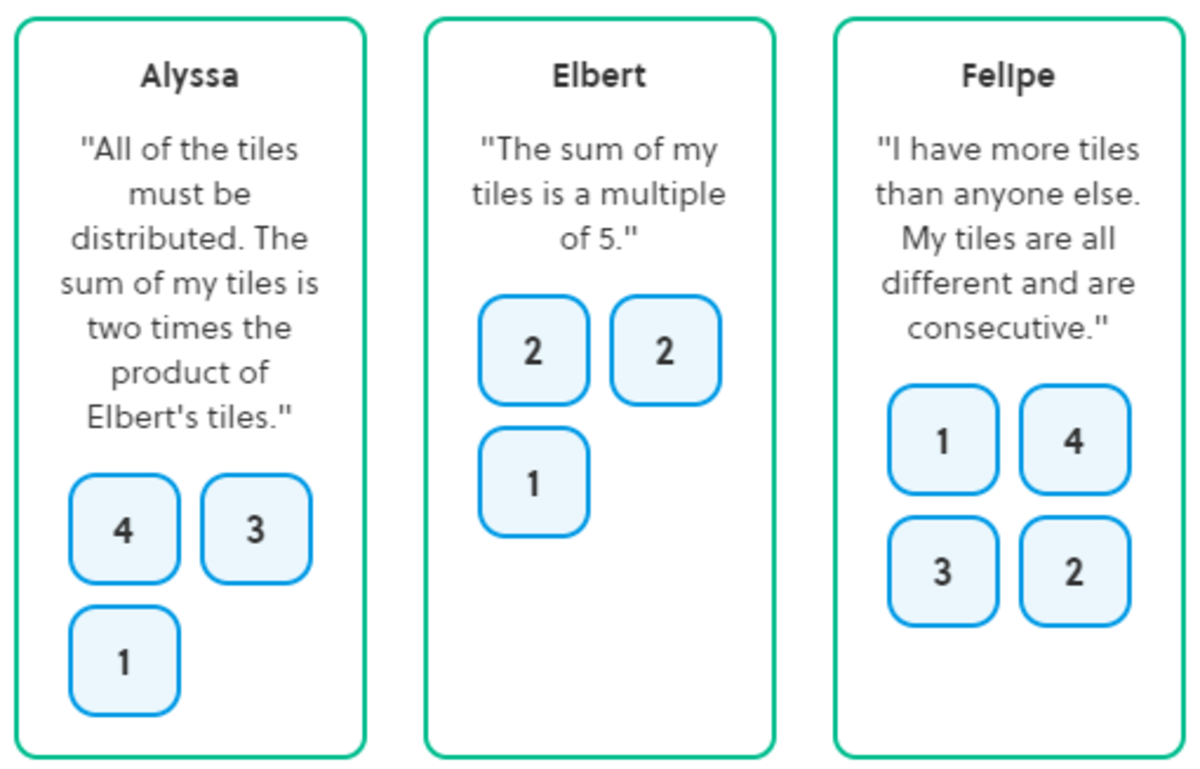 Alyssa
"All of the tiles
must be
distributed. The
sum of my tiles is
two times the
product of
Elbert's tiles."
4 3
1
Elbert
"The sum of my
tiles is a multiple
of 5."
2 2
1
FelIpe
"I have more tiles
than anyone else.
My tiles are all
different and are
consecutive."
1 4
3 2